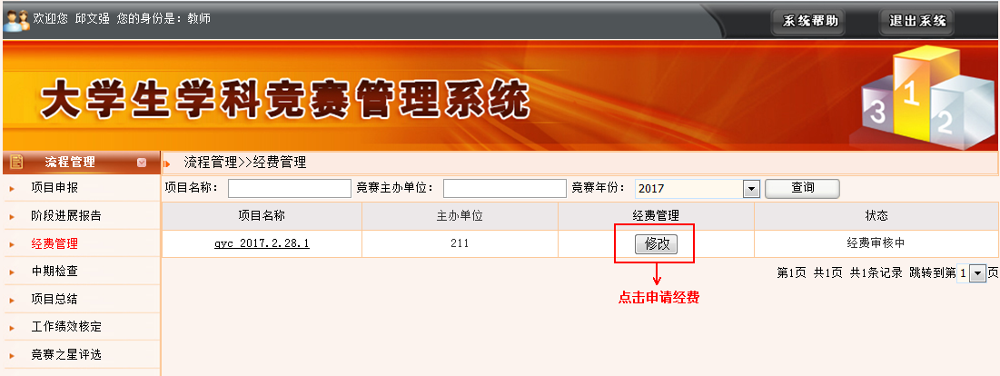 欢迎您 邱文强 您的身份是：教师
系统帮助
退出系统
大学生学科竞赛管理系统
1
2
3
流程管理
流程管理>>经费管理
项目申报
阶段进展报告
经费管理
中期检查
项目总结
工作绩效核定
竞赛之星评选
项目名称： 竞赛主办单位： 竞赛年份： 2017 查询
项目名称 主办单位 经费管理 状态
qyc 2017.2.28.1 211 修改 经费审核中
第1页 共1页 共1条记录 跳转到第 1 页
点击申请经费